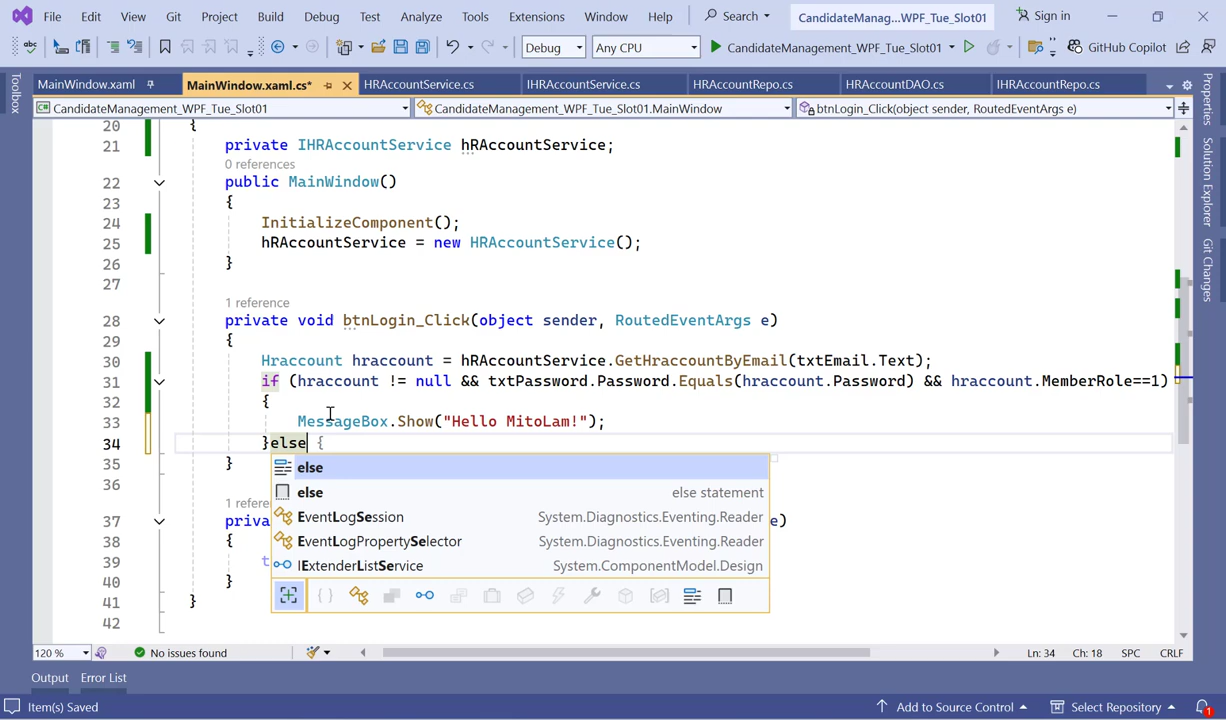 File Edit View Git Project Build Debug Test Analyze Tools Extensions Window Help Search CandidateManag..._WPF_Tue_Slot01 Sign in
Debug Any CPU CandidateManagement_WPF_Tue_Slot01 GitHub Copilot
MainWindow.xaml MainWindow.xaml.cs* HRAccountService.cs IHRAccountService.cs HRAccountRepo.cs HRAccountDAO.cs IHRAccountRepo.cs
CandidateManagement_WPF_Tue_Slot01 CandidateManagement_WPF_Tue_Slot01.MainWindow btnLogin_Click(object sender, RoutedEventArgs e)
Toolbox
Properties
Solution Explorer
Git Changes
20 {
21 private IHRAccountService hRAccountService;
0 references
22 public MainWindow()
23 {
24 InitializeComponent();
25 hRAccountService = new HRAccountService();
26 }
27
1 reference
28 private void btnLogin_Click(object sender, RoutedEventArgs e)
29 {
30 Hraccount hraccount = hRAccountService.GetHraccountByEmail(txtEmail.Text);
31 if (hraccount != null && txtPassword.Password.Equals(hraccount.Password) && hraccount.MemberRole==1)
32 {
33 MessageBox.Show("Hello MitoLam!");
34 }else {
35 }
else
36
else else statement
1 refere
EventLogSession System.Diagnostics.Eventing.Reader
37 priva e)
38 {
EventLogPropertySelector System.Diagnostics.Eventing.Reader
39 t
IExtenderListService System.ComponentModel.Design
40 }
41 }
42
120 % No issues found Ln: 34 Ch: 18 SPC CRLF
Output Error List
Item(s) Saved Add to Source Control Select Repository 1